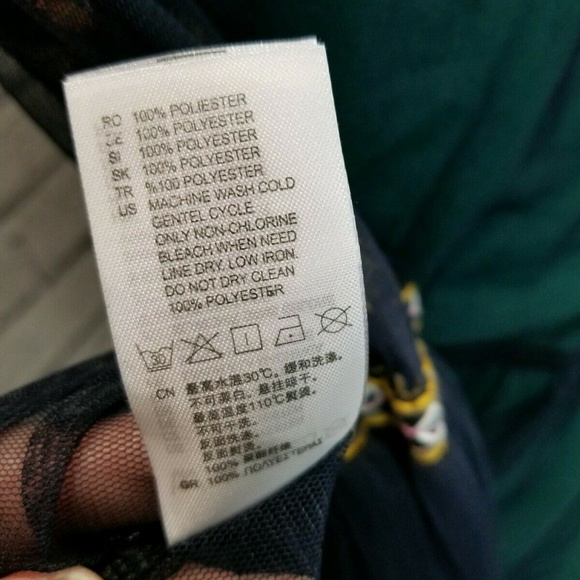 RO 100% POLIESTER
SE 100% POLYESTER
SI 100% POLYESTER
SK 100% POLYESTER
TR %100 POLYESTER
US MACHINE WASH COLD
GENTEL CYCLE
ONLY NON-CHLORINE
BLEACH WHEN NEED
LINE DRY. LOW IRON.
DO NOT DRY CLEAN
100% POLYESTER
30
CN 最高水温30℃。缓和洗涤。
不可漂白。悬挂晾干。
最高温度110℃熨烫。
不可干洗。
反面洗涤。
反面熨烫。
100% 聚酯纤维
GR 100% ΠΟΛΥΕΣΤΕΡΑΣ